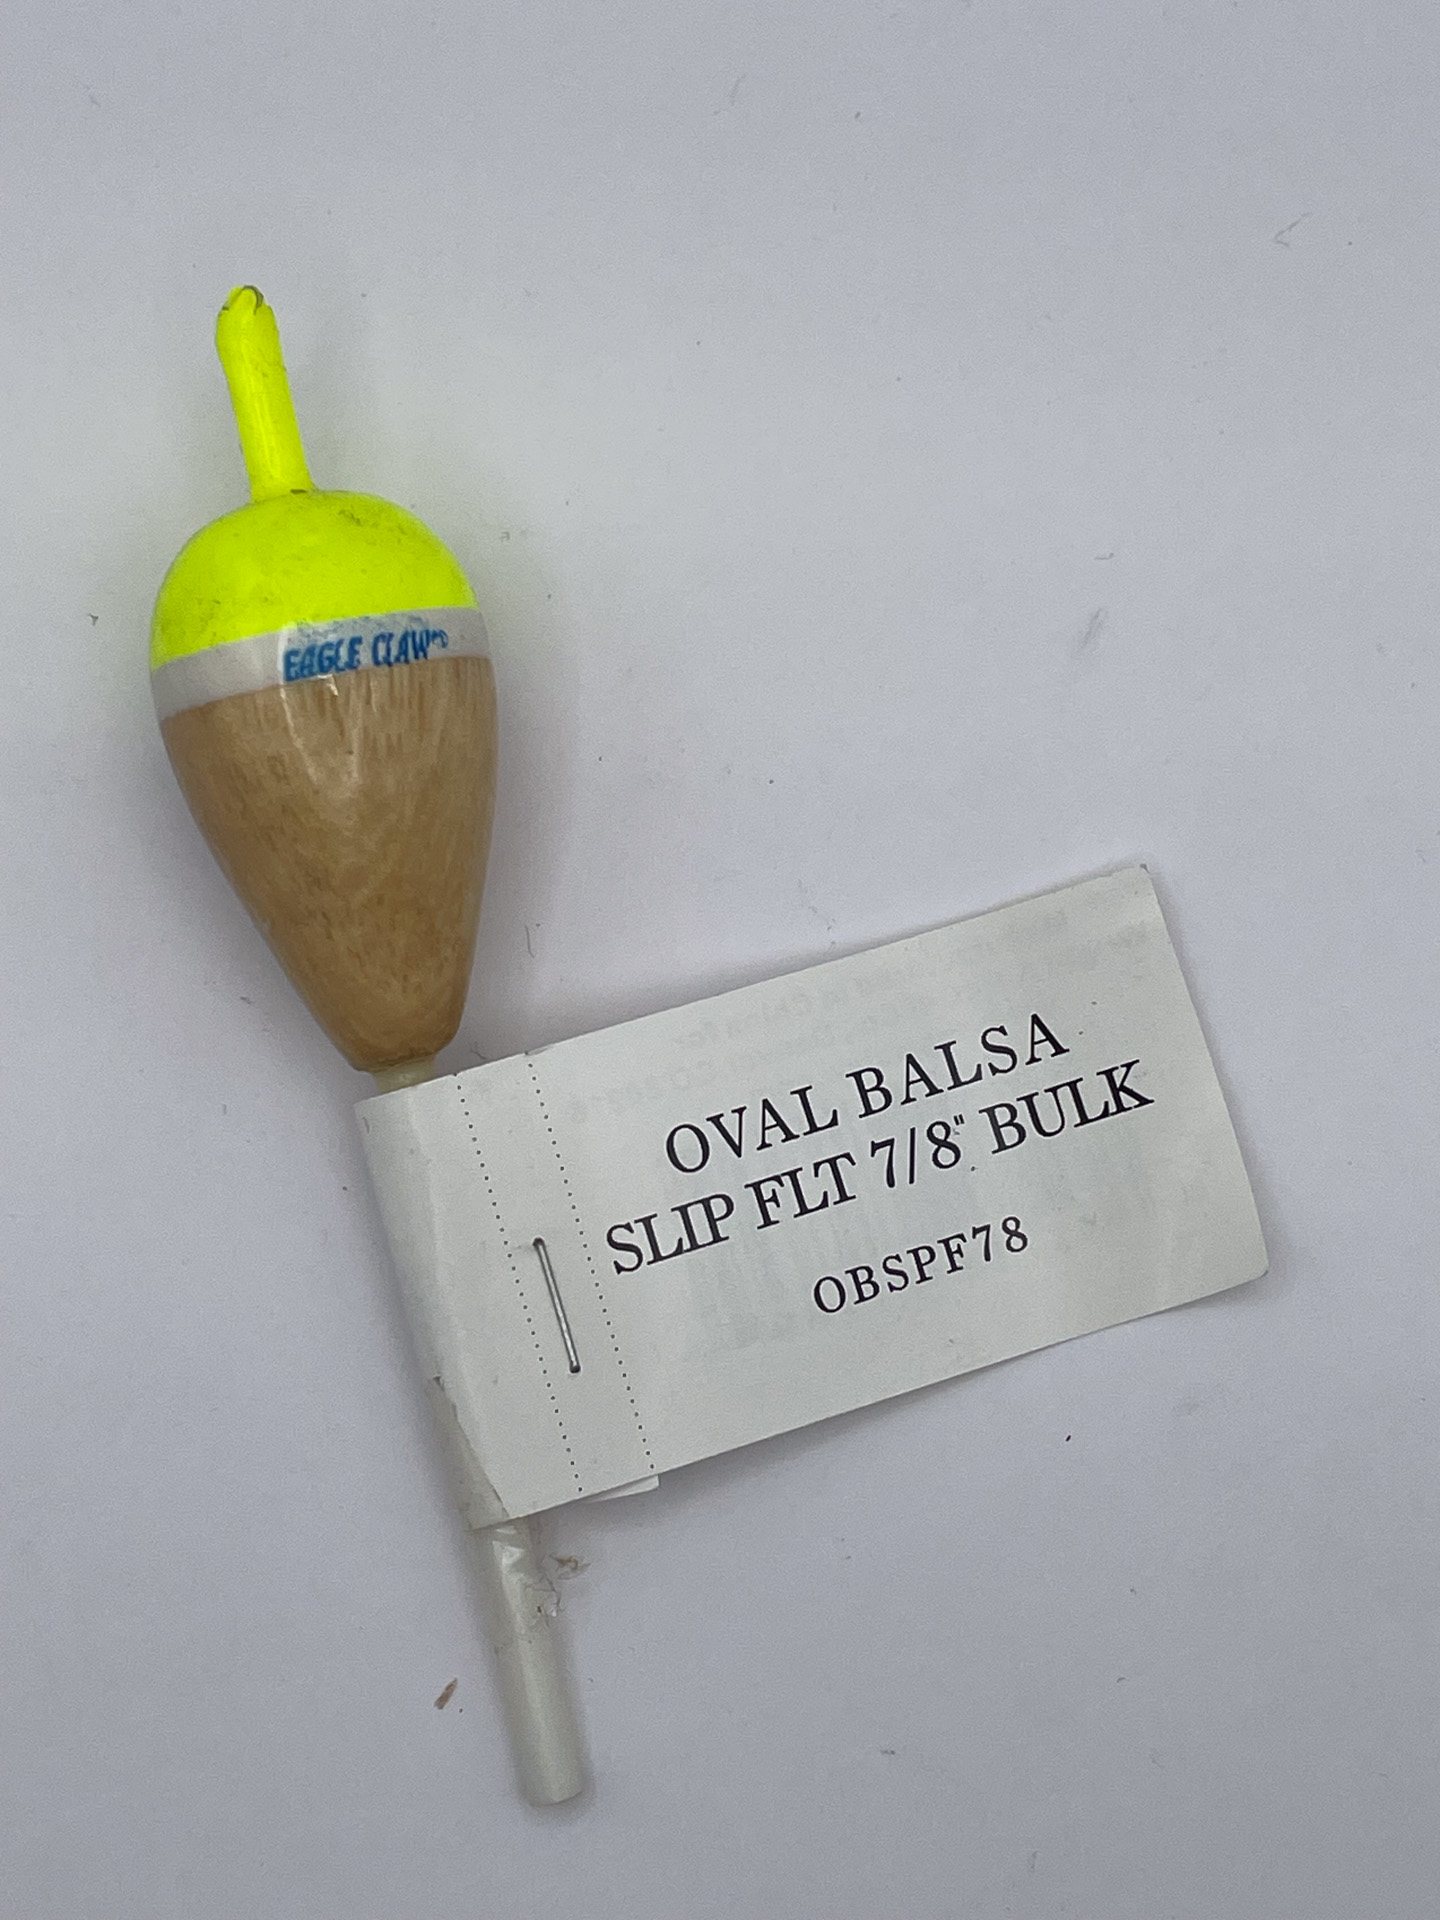 EAGLE CLAW
OVAL BALSA
SLIP FLT 7/8" BULK
OBSPF78